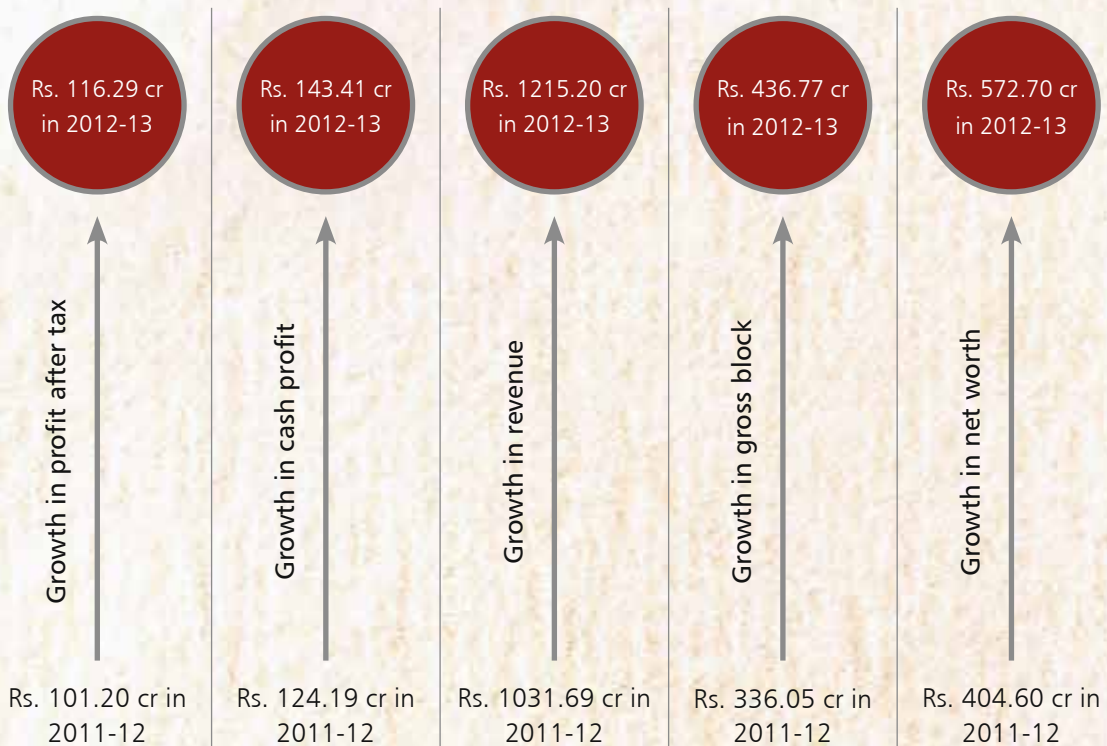 Rs. 116.29 cr
in 2012-13
Growth in profit after tax
Rs. 101.20 cr in
2011-12
Rs. 143.41 cr
in 2012-13
Growth in cash profit
Rs. 124.19 cr in
2011-12
Rs. 1215.20 cr
in 2012-13
Growth in revenue
Rs. 1031.69 cr in
2011-12
Rs. 436.77 cr
in 2012-13
Growth in gross block
Rs. 336.05 cr in
2011-12
Rs. 572.70 cr
in 2012-13
Growth in net worth
Rs. 404.60 cr in
2011-12